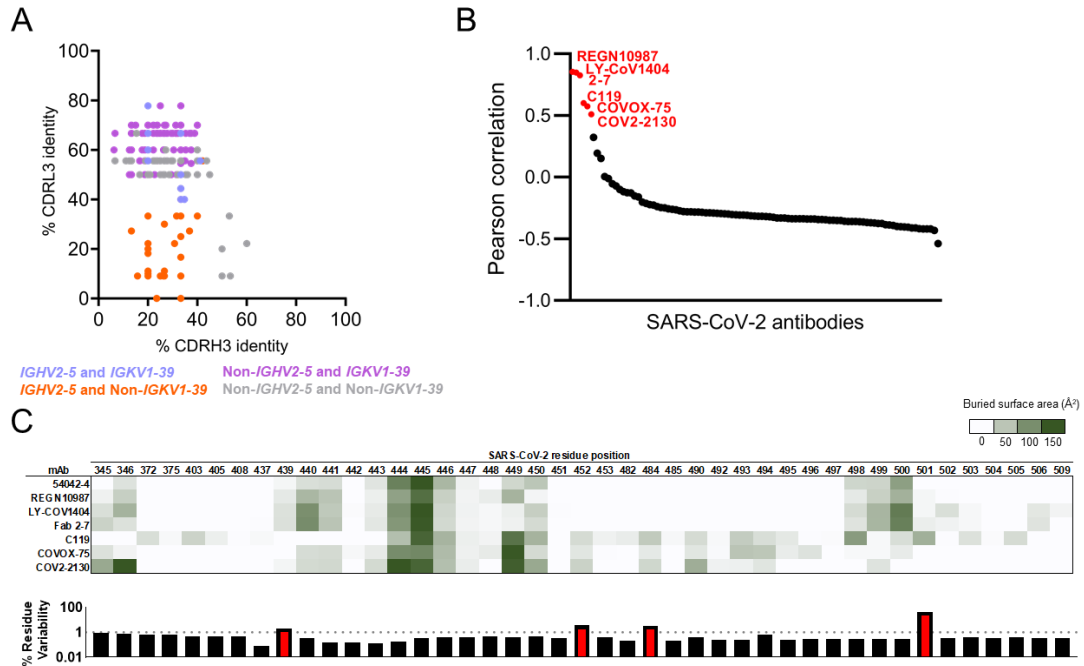 A
100
80
60
40
20
0
0 20 40 60 80 100
% CDRL3 identity
% CDRH3 identity
IGHV2-5 and IGKV1-39
Non-IGHV2-5 and IGKV1-39
IGHV2-5 and Non-IGKV1-39
Non-IGHV2-5 and Non-IGKV1-39
B
1.0
0.5
0.0
-0.5
-1.0
Pearson correlation
REGN10987
LY-CoV1404
2-7
C119
COVOX-75
COV2-2130
SARS-CoV-2 antibodies
C
Buried surface area (Å²)
0 50 100 150
SARS-CoV-2 residue position
mAb 345 346 372 375 403 405 408 437 439 440 441 443 444 445 446 447 448 449 450 451 452 453 482 484 485 490 492 493 494 495 496 497 498 499 500 501 502 503 504 505 506 509
54042-4
REGN10987
LY-COV1404
Fab 2-7
C119
COVOX-75
COV2-2130
% Residue
Variability
100
1
0.01